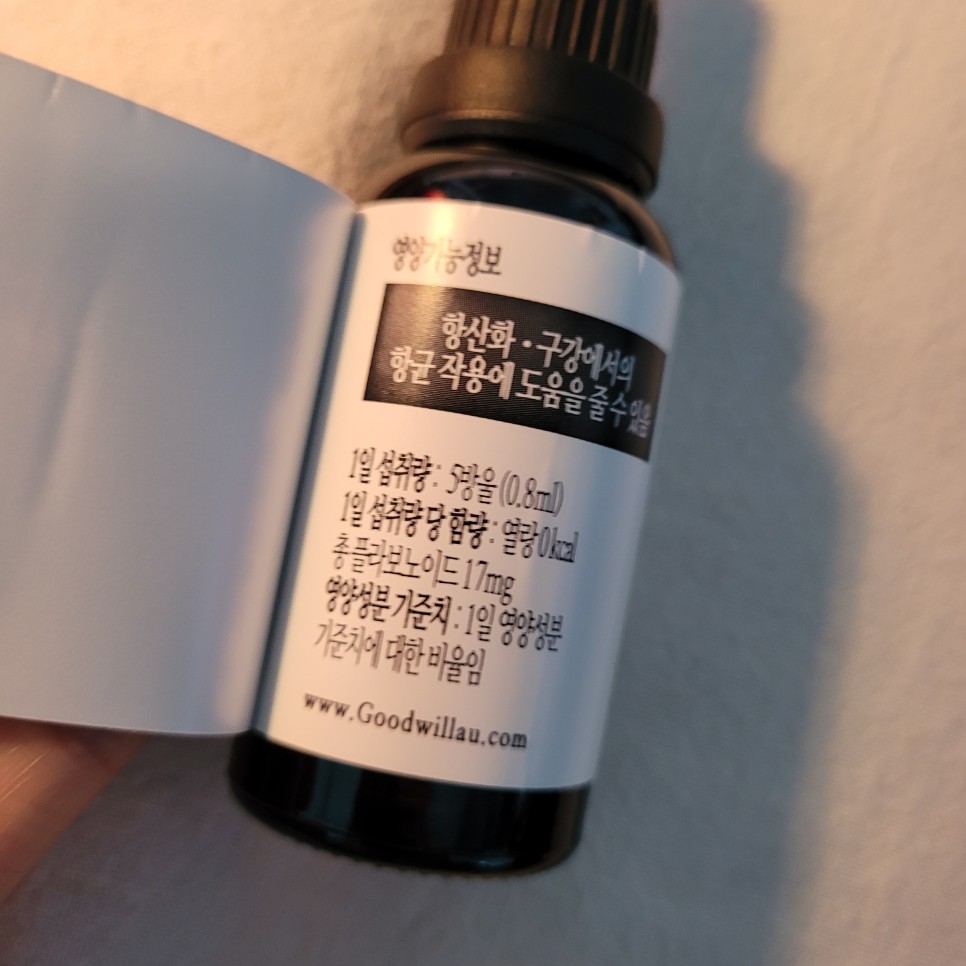 영양기능정보
항산화 • 구강에서의
항균 작용에 도움을 줄 수 있음
1일 섭취량 : 5방울 (0.8ml)
1일 섭취량 당 함량 : 열량 0kcal
총 플라보노이드 17mg
영양성분 기준치 : 1일 영양성분
기준치에 대한 비율임
www.Goodwillau.com